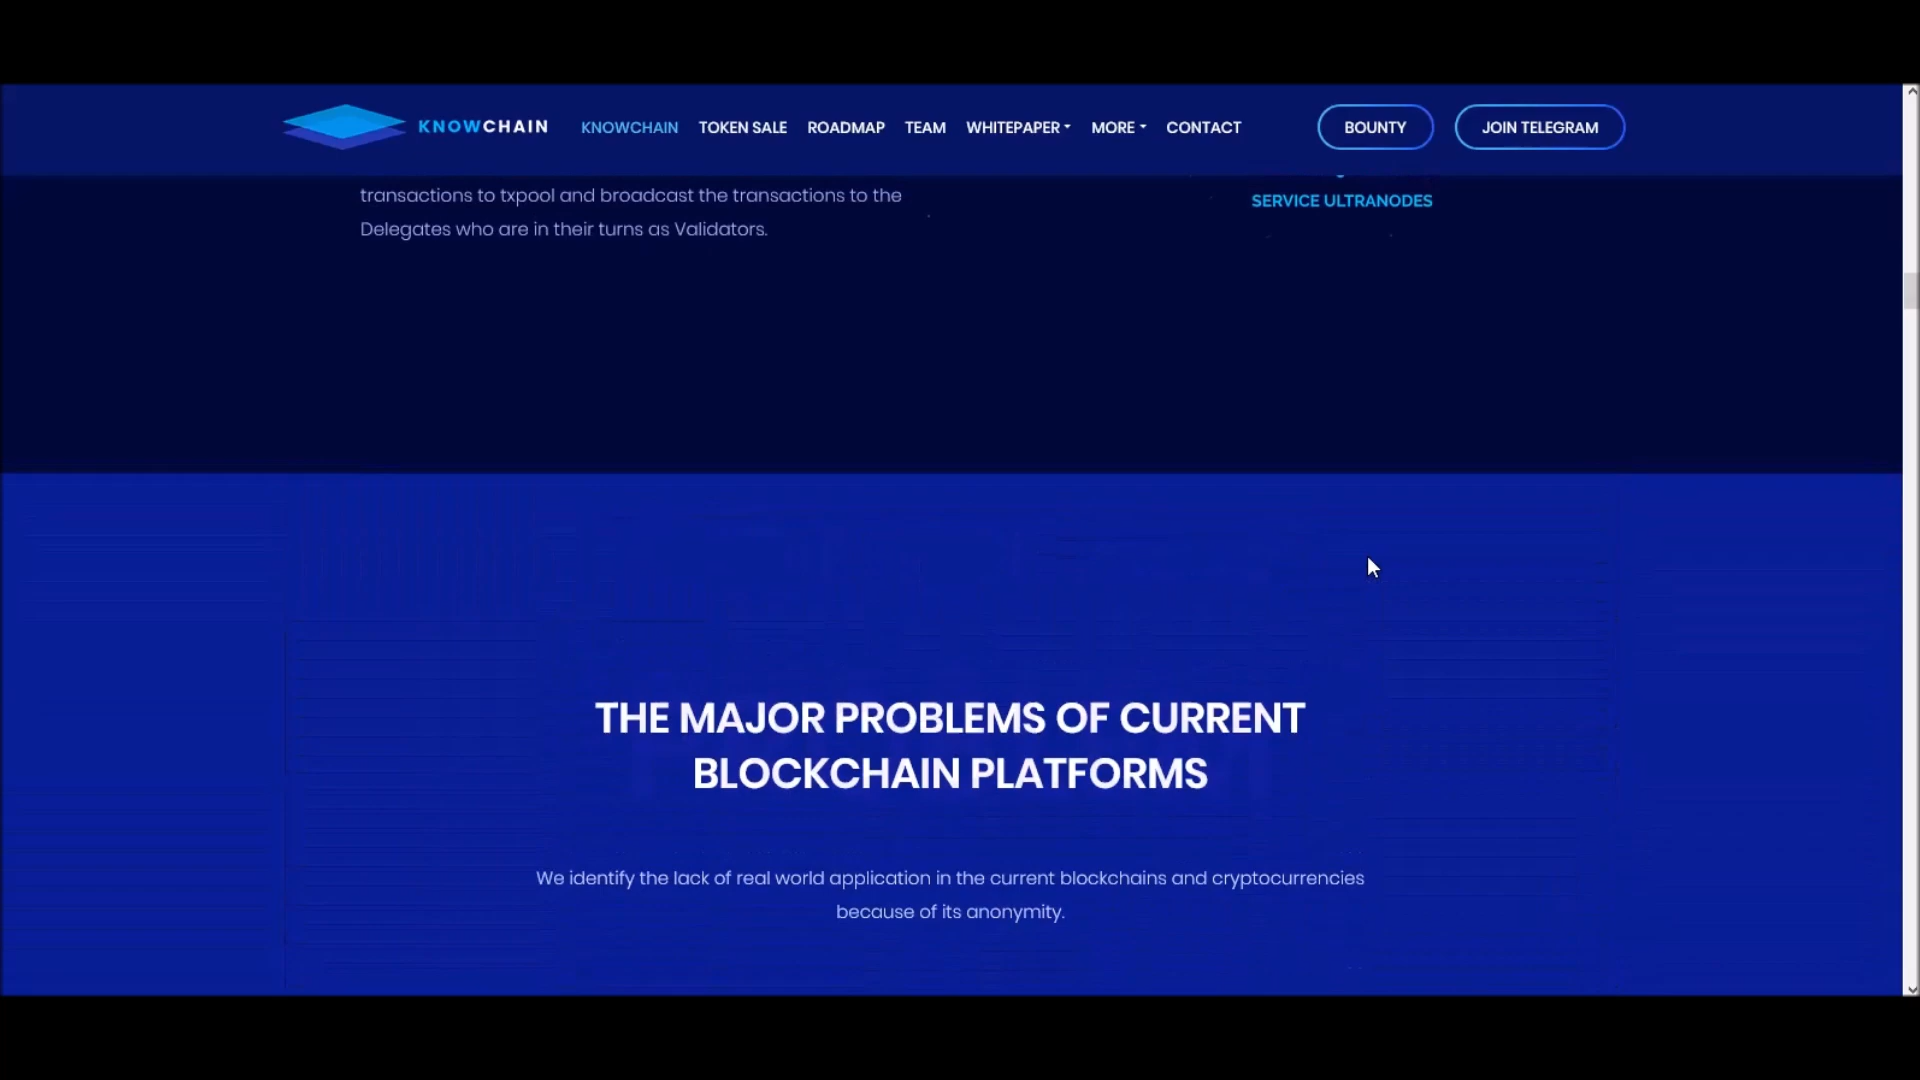 KNOWCHAIN
KNOWCHAIN TOKEN SALE ROADMAP TEAM WHITEPAPER MORE CONTACT
BOUNTY
JOIN TELEGRAM
transactions to txpool and broadcast the transactions to the
Delegates who are in their turns as Validators.
SERVICE ULTRANODES
THE MAJOR PROBLEMS OF CURRENT
BLOCKCHAIN PLATFORMS
We identify the lack of real world application in the current blockchains and cryptocurrencies
because of its anonymity.